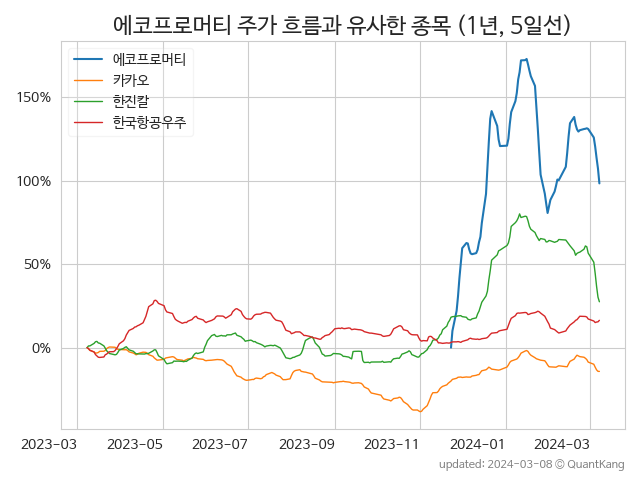 에코프로머티 주가 흐름과 유사한 종목 (1년, 5일선)
에코프로머티
카카오
한진칼
한국항공우주
150%
100%
50%
0%
2023-03
2023-05
2023-07
2023-09
2023-11
2024-01
2024-03
updated: 2024-03-08 © QuantKang